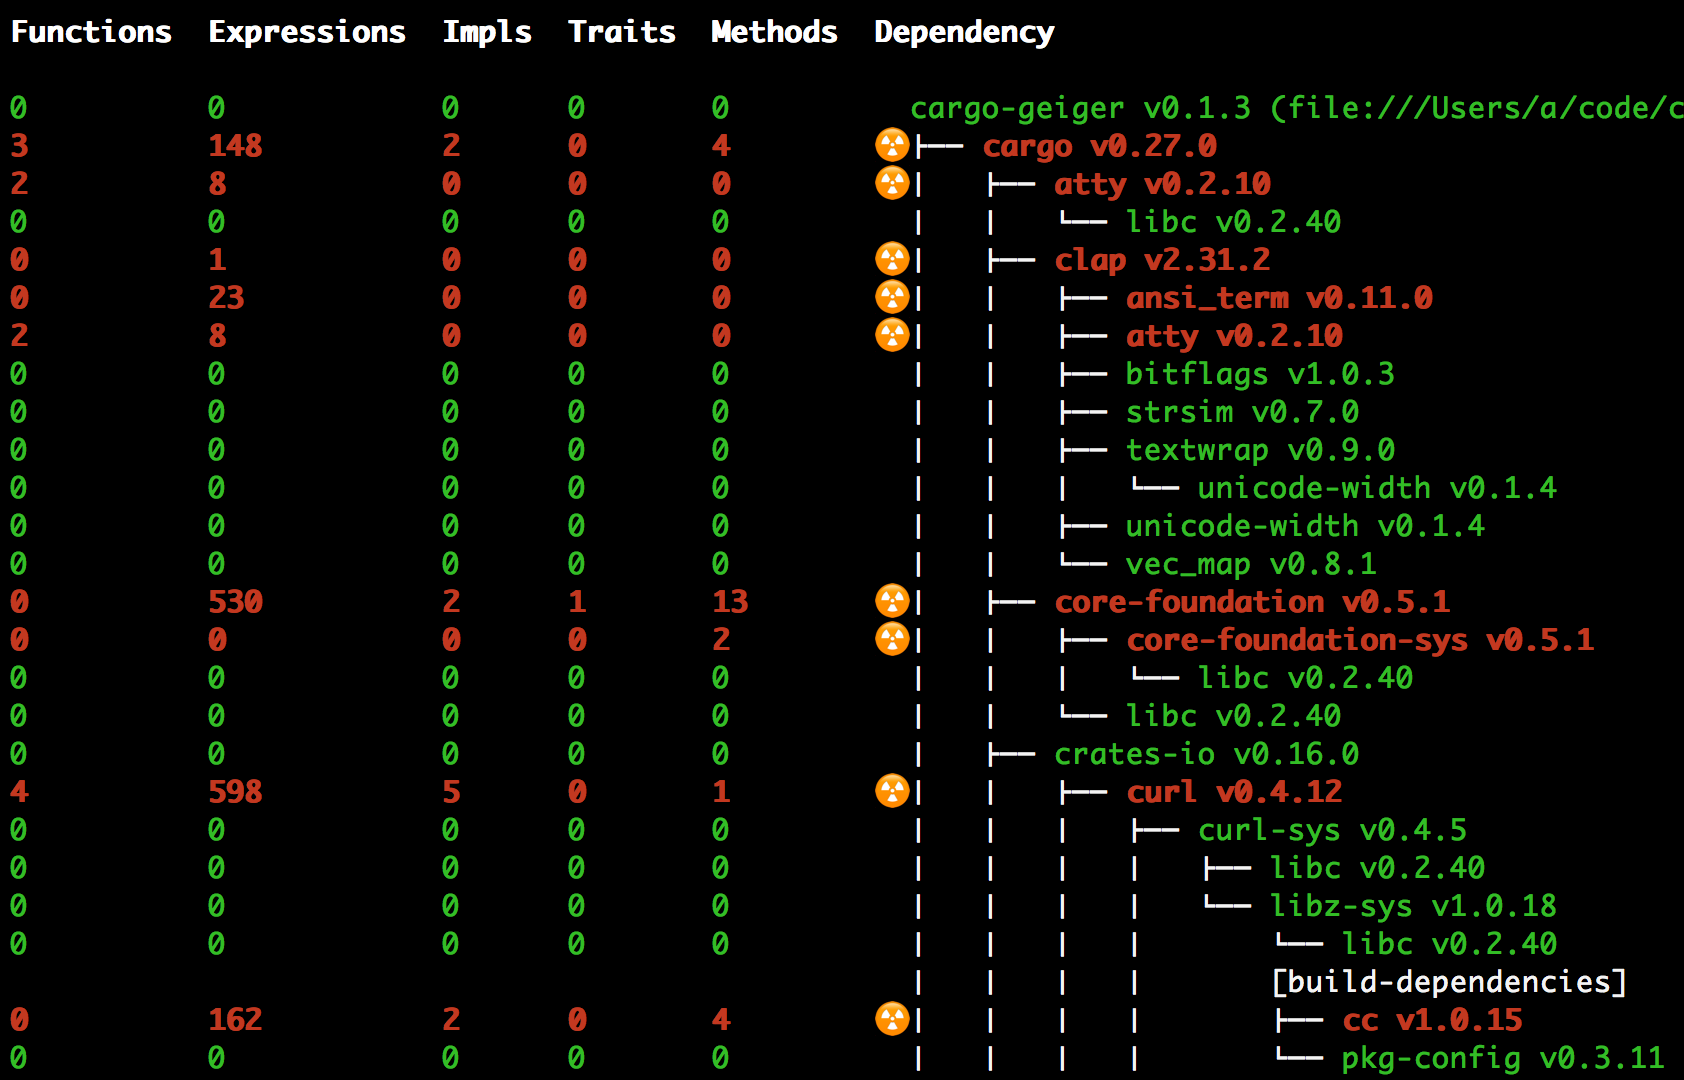 Functions  Expressions  Impls  Traits  Methods  Dependency
0          0            0      0       0          cargo-geiger v0.1.3 (file:///Users/a/code/c
3          148          2      0       4        ☢├── cargo v0.27.0
2          8            0      0       0        ☢|   ├── atty v0.2.10
0          0            0      0       0          |   |   └── libc v0.2.40
0          1            0      0       0        ☢|   ├── clap v2.31.2
0          23           0      0       0        ☢|   |   ├── ansi_term v0.11.0
2          8            0      0       0        ☢|   |   ├── atty v0.2.10
0          0            0      0       0          |   |   ├── bitflags v1.0.3
0          0            0      0       0          |   |   ├── strsim v0.7.0
0          0            0      0       0          |   |   ├── textwrap v0.9.0
0          0            0      0       0          |   |   |   └── unicode-width v0.1.4
0          0            0      0       0          |   |   ├── unicode-width v0.1.4
0          0            0      0       0          |   |   └── vec_map v0.8.1
0          530          2      1       13       ☢|   ├── core-foundation v0.5.1
0          0            0      0       2        ☢|   |   ├── core-foundation-sys v0.5.1
0          0            0      0       0          |   |   |   └── libc v0.2.40
0          0            0      0       0          |   |   └── libc v0.2.40
0          0            0      0       0          |   ├── crates-io v0.16.0
4          598          5      0       1        ☢|   |   ├── curl v0.4.12
0          0            0      0       0          |   |   |   ├── curl-sys v0.4.5
0          0            0      0       0          |   |   |   |   ├── libc v0.2.40
0          0            0      0       0          |   |   |   |   └── libz-sys v1.0.18
0          0            0      0       0          |   |   |   |       └── libc v0.2.40
                                                  |   |   |   |       [build-dependencies]
0          162          2      0       4        ☢|   |   |   |       ├── cc v1.0.15
0          0            0      0       0          |   |   |   |       └── pkg-config v0.3.11